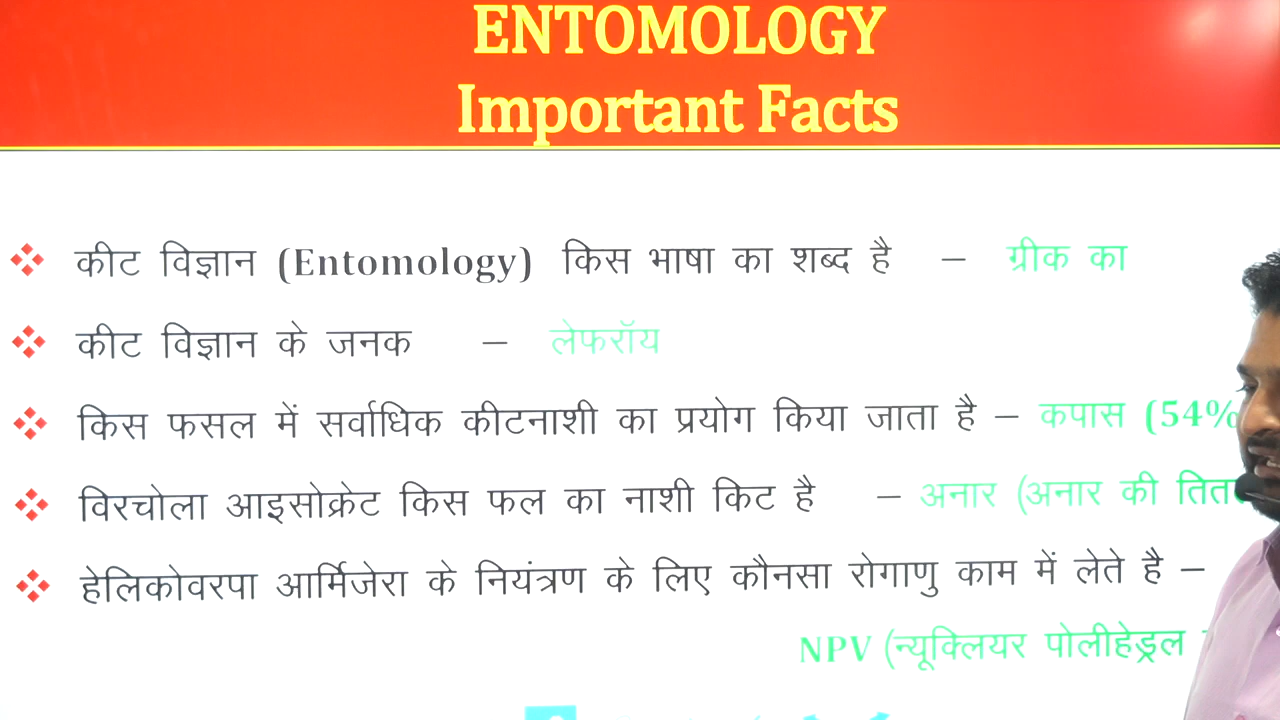 ENTOMOLOGY
Important Facts
❖ कीट विज्ञान (Entomology) किस भाषा का शब्द है – ग्रीक का
❖ कीट विज्ञान के जनक – लेफरॉय
❖ किस फसल में सर्वाधिक कीटनाशी का प्रयोग किया जाता है – कपास (54%
❖ विरचोला आइसोक्रेट किस फल का नाशी किट है – अनार (अनार की
❖ हेलिकोवरपा आर्मिजेरा के नियंत्रण के लिए कौनसा रोगाणु काम में लेते है –
NPV (न्यूक्लियर पोलीहेड्रल